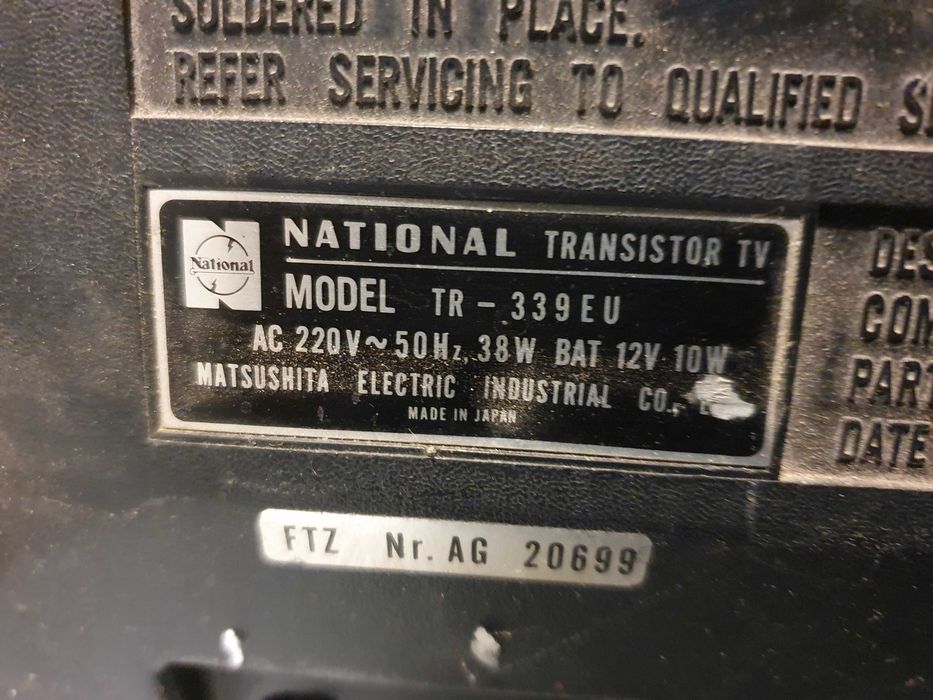 SOLDERED IN PLACE.
REFER SERVICING TO QUALIFIED
National
NATIONAL TRANSISTOR TV
MODEL TR-339EU
AC 220V~50Hz, 38W BAT 12V 10W
MATSUSHITA ELECTRIC INDUSTRIAL CO.,
MADE IN JAPAN
DES
COM
PART
DATE
FTZ Nr. AG 20699